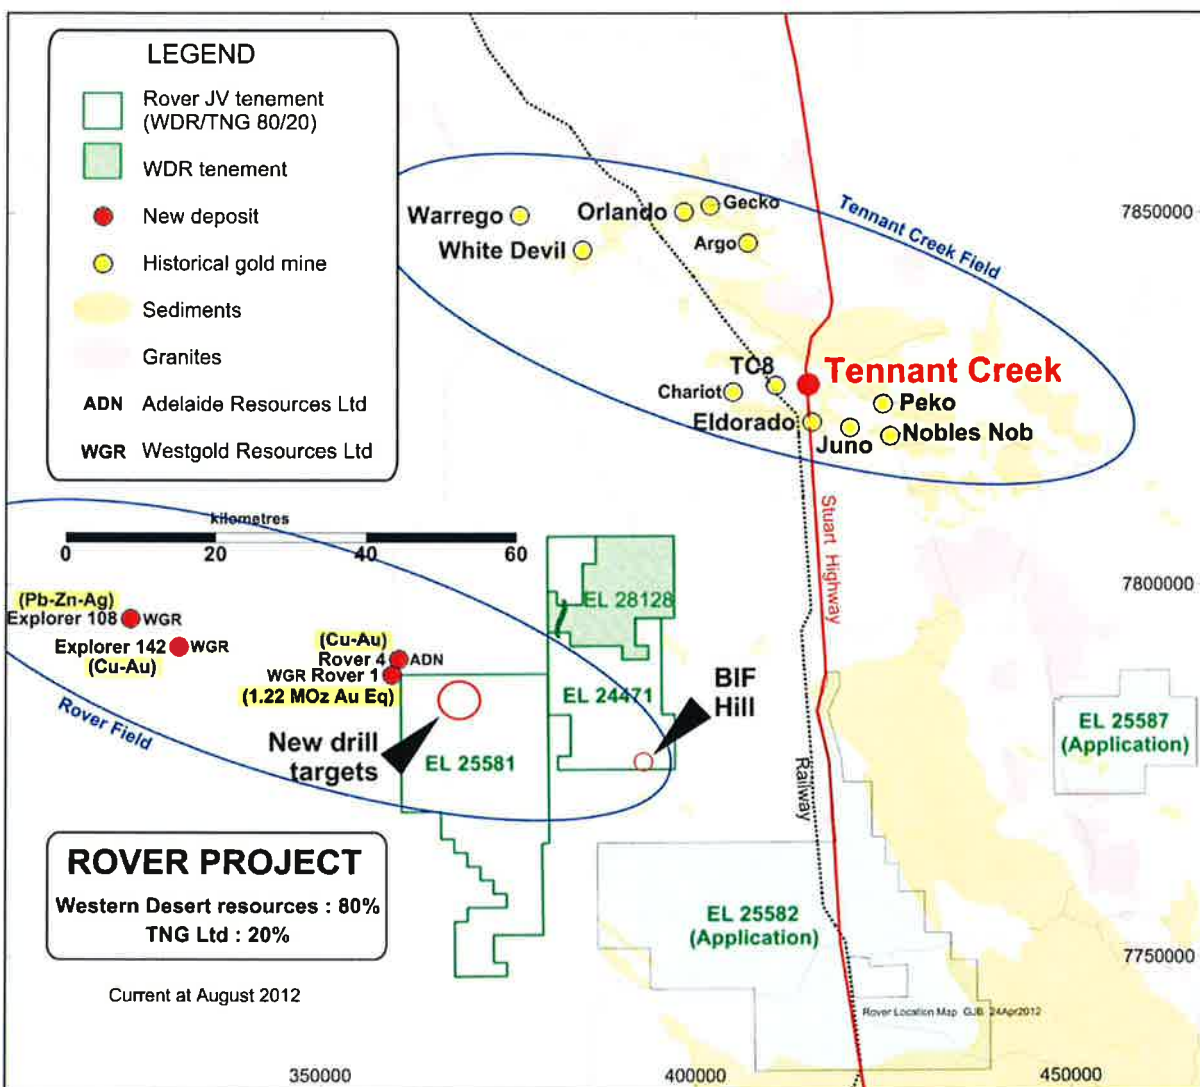 LEGEND
Rover JV tenement
(WDR/TNG 80/20)
WDR tenement
New deposit
Historical gold mine
Sediments
Granites
ADN Adelaide Resources Ltd
WGR Westgold Resources Ltd
Warrego
White Devil
Orlando
Gecko
Argo
Tennant Creek Field
7850000
TC8
Tennant Creek
Chariot
Peko
Eldorado
Juno
Nobles Nob
kilometres
0 20 40 60
Stuart Highway
7800000
(Pb-Zn-Ag)
Explorer 108 WGR
Explorer 142 WGR
(Cu-Au)
(Cu-Au)
Rover 4 ADN
WGR Rover 1
(1.22 MOz Au Eq)
Rover Field
EL 28128
EL 24471
BIF
Hill
New drill
targets
EL 25581
EL 25587
(Application)
Railway
ROVER PROJECT
Western Desert resources : 80%
TNG Ltd : 20%
EL 25582
(Application)
7750000
Current at August 2012
Rover Location Map GJB 24Apr2012
350000
400000
450000